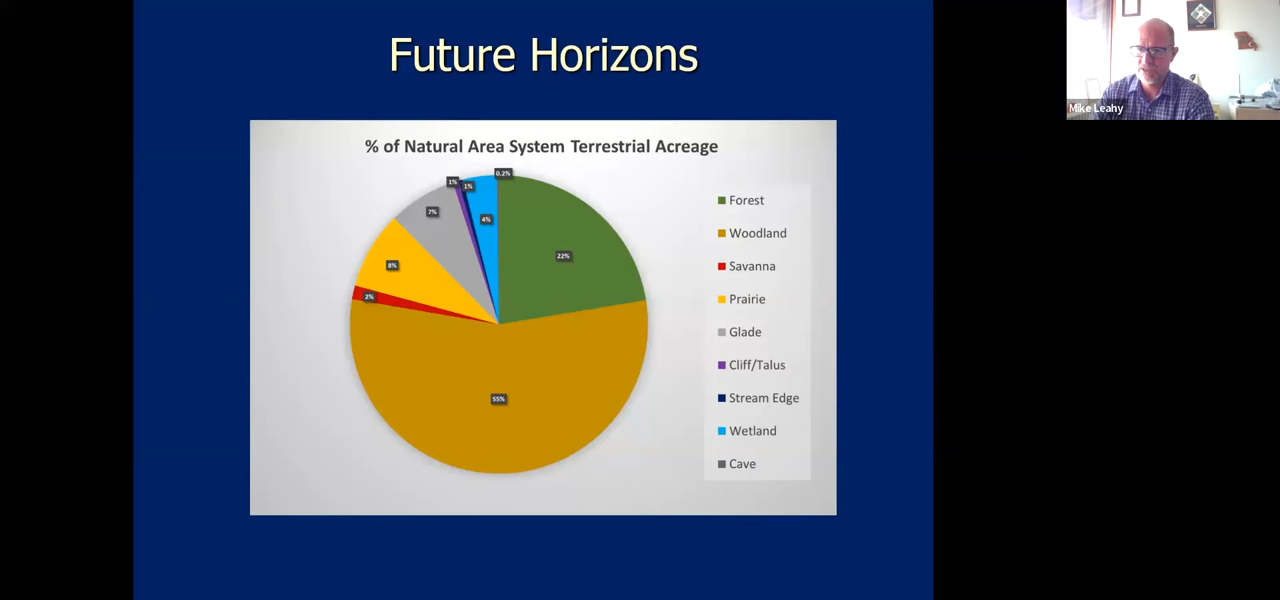 Future Horizons
% of Natural Area System Terrestrial Acreage
0.2%
1%
1%
7%
4%
8%
22%
2%
55%
Forest
Woodland
Savanna
Prairie
Glade
Cliff/Talus
Stream Edge
Wetland
Cave
Mike Leahy